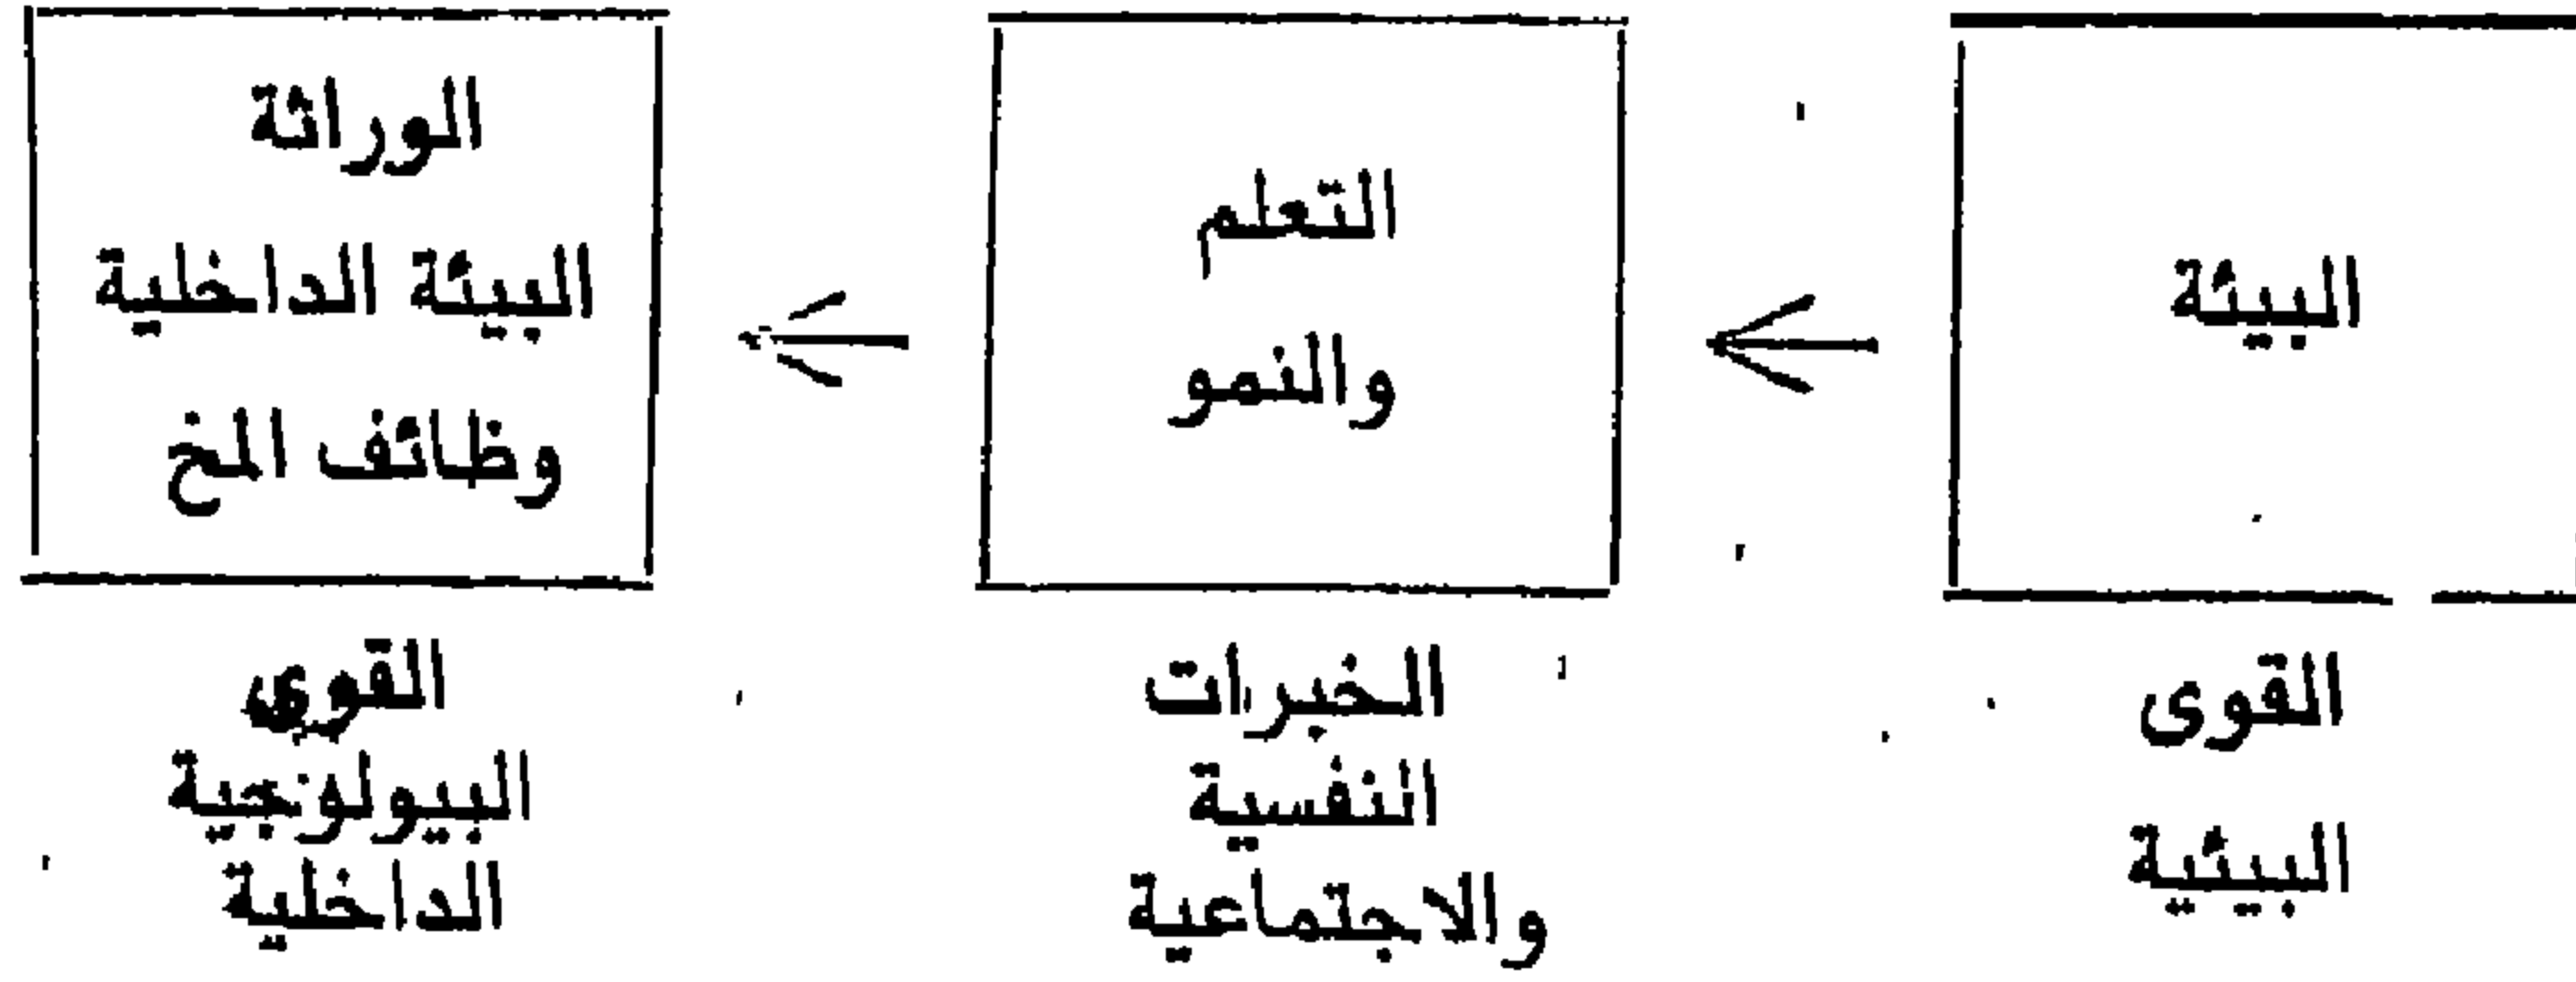 البيئة
القوى
البيئية
التعلم
والنمو
الخبرات
النفسية
والاجتماعية
الوراثة
البيئة الداخلية
وظائف المخ
القوى
البيولوجية
الداخلية